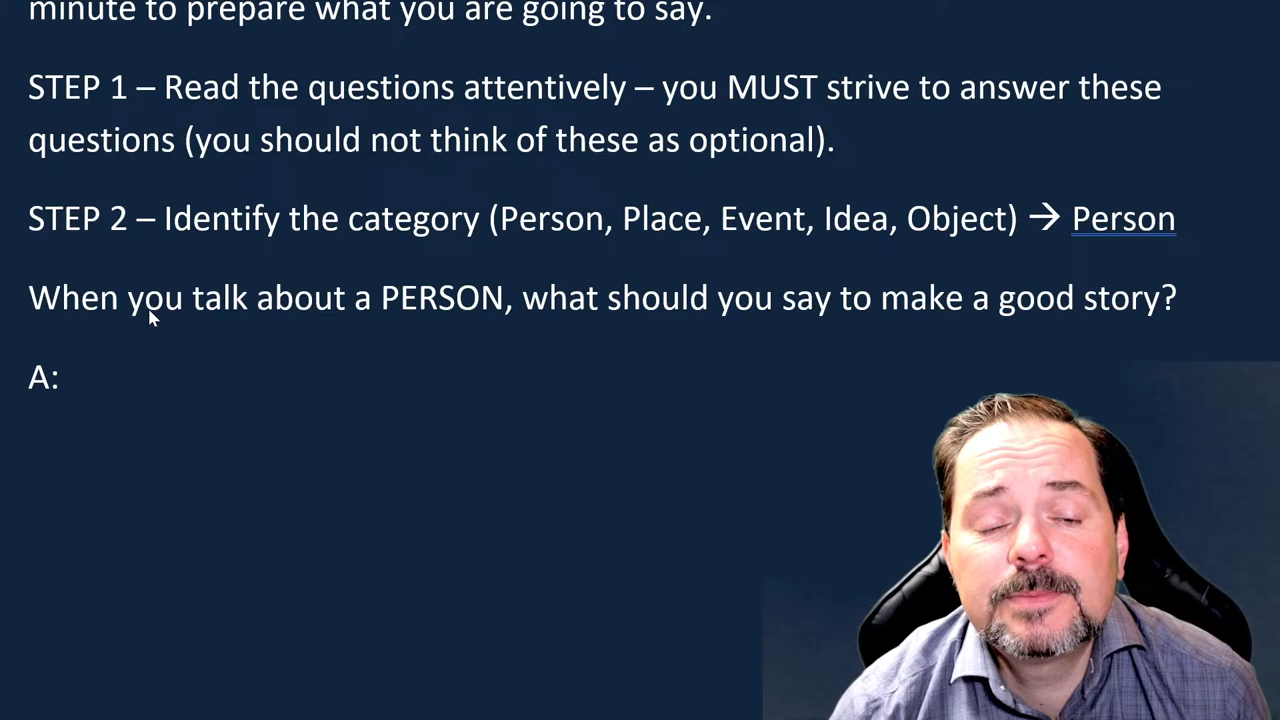 minute to prepare what you are going to say.
STEP 1 – Read the questions attentively – you MUST strive to answer these
questions (you should not think of these as optional).
STEP 2 – Identify the category (Person, Place, Event, Idea, Object) → Person
When you talk about a PERSON, what should you say to make a good story?
A: